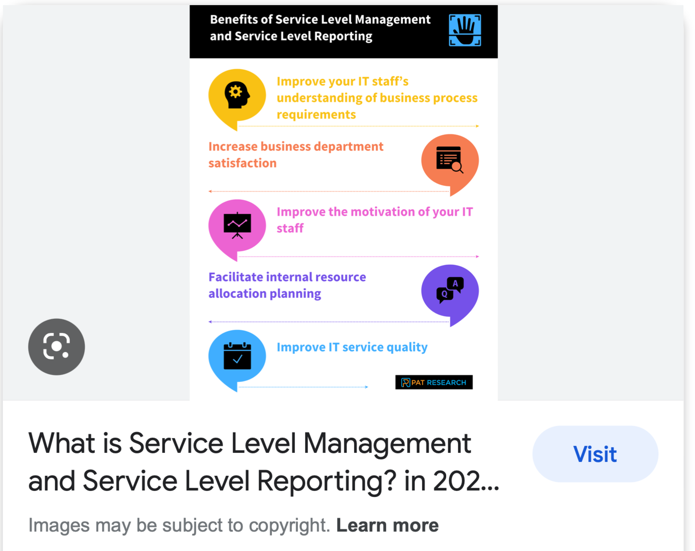 Benefits of Service Level Management
and Service Level Reporting
Improve your IT staff's
understanding of business process
requirements
Increase business department
satisfaction
Improve the motivation of your IT
staff
Facilitate internal resource
allocation planning
A
Q
Improve IT service quality
PAT RESEARCH
What is Service Level Management
and Service Level Reporting? in 202...
Visit
Images may be subject to copyright. Learn more